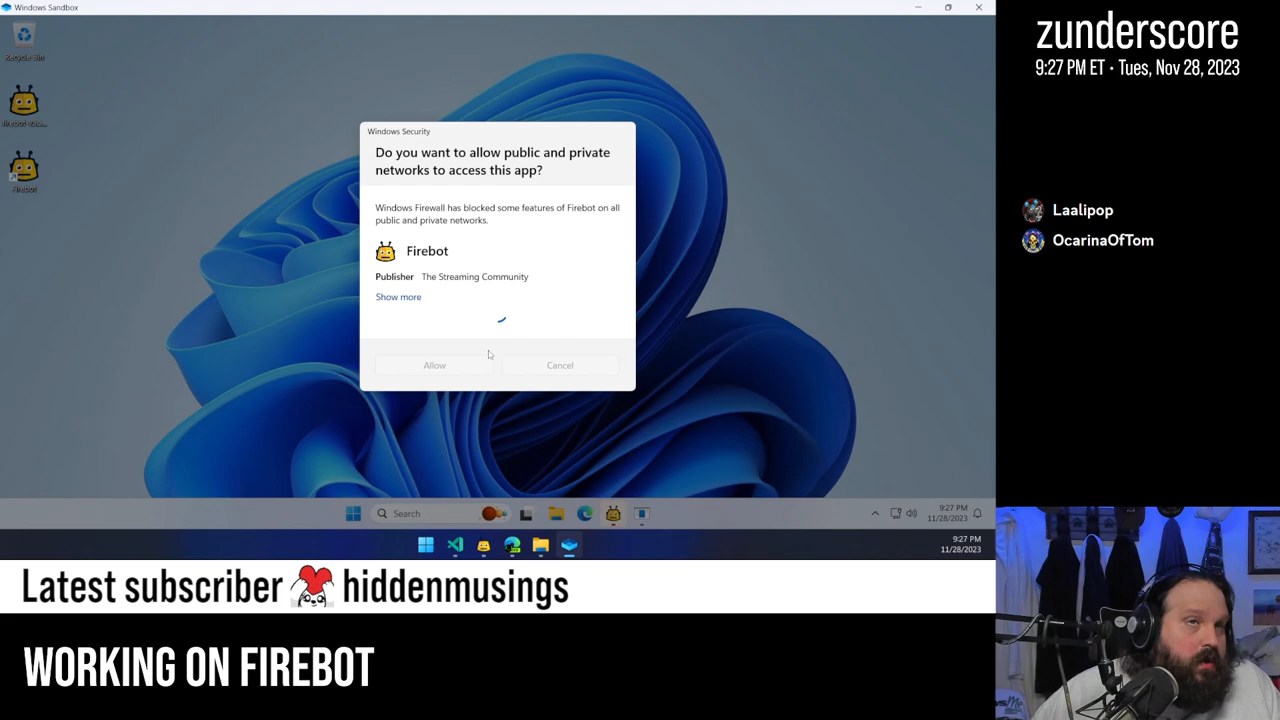 Windows Sandbox
Recycle Bin
Firebot
Windows Security
Do you want to allow public and private
networks to access this app?
Windows Firewall has blocked some features of Firebot on all
public and private networks.
Firebot
Publisher The Streaming Community
Show more
Allow
Cancel
Search
9:27 PM
11/28/2023
9:27 PM
11/28/2023
Latest subscriber hiddenmusings
WORKING ON FIREBOT
zunderscore
9:27 PM ET • Tues, Nov 28, 2023
Laalipop
OcarinaOfTom